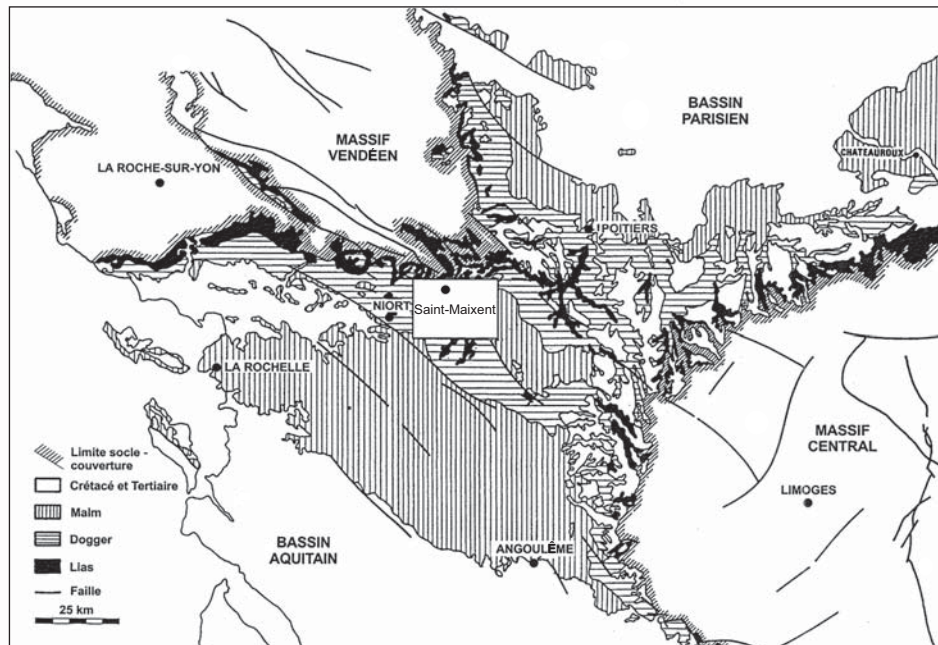 BASSIN
PARISIEN
MASSIF
VENDÉEN
CHATEAUROUX
LA ROCHE-SUR-YON
POITIERS
NIORT
Saint-Maixent
LA ROCHELLE
MASSIF
CENTRAL
LIMOGES
BASSIN
AQUITAIN
ANGOULÉME
Limite socle -
couverture
Crétacé et Tertiaire
Malm
Dogger
Lias
Faille
25 km